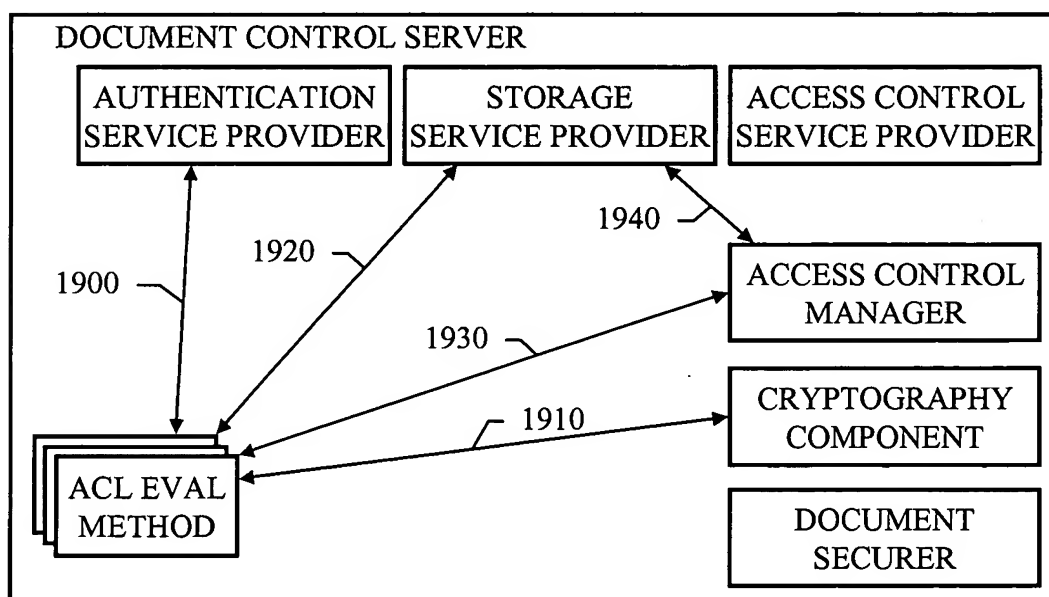 DOCUMENT CONTROL SERVER
AUTHENTICATION
SERVICE PROVIDER
STORAGE
SERVICE PROVIDER
ACCESS CONTROL
SERVICE PROVIDER
1940
1920
1900
ACCESS CONTROL
MANAGER
1930
CRYPTOGRAPHY
COMPONENT
1910
ACL EVAL
METHOD
DOCUMENT
SECURER